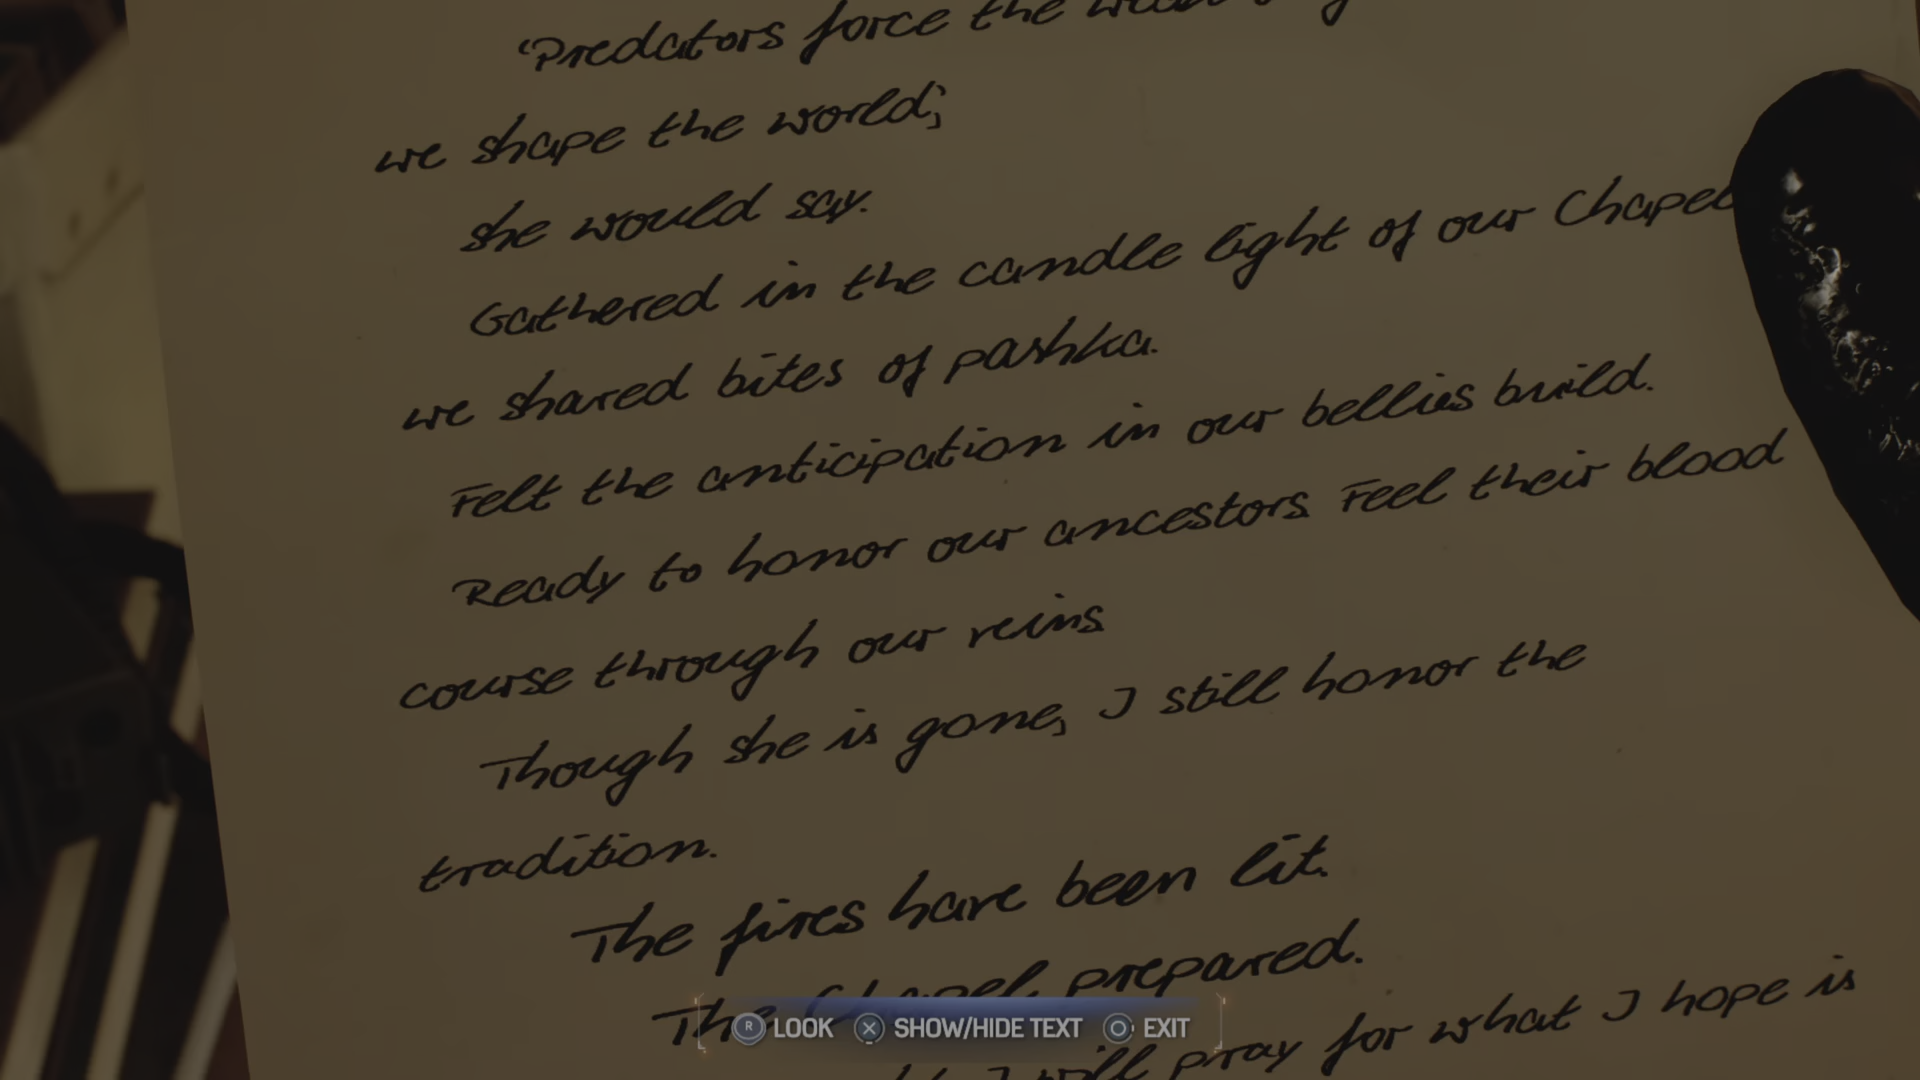 ‘Predators force the
we shape the world;’
she would say.
Gathered in the candle light of our Chapel
we shared bites of pashka.
Felt the anticipation in our bellies build.
Ready to honor our ancestors Feel their blood
course through our veins
Though she is gone, I still honor the
tradition.
The fires have been lit.
The Chapel prepared.
I will pray for what I hope is
R LOOK SHOW/HIDE TEXT EXIT